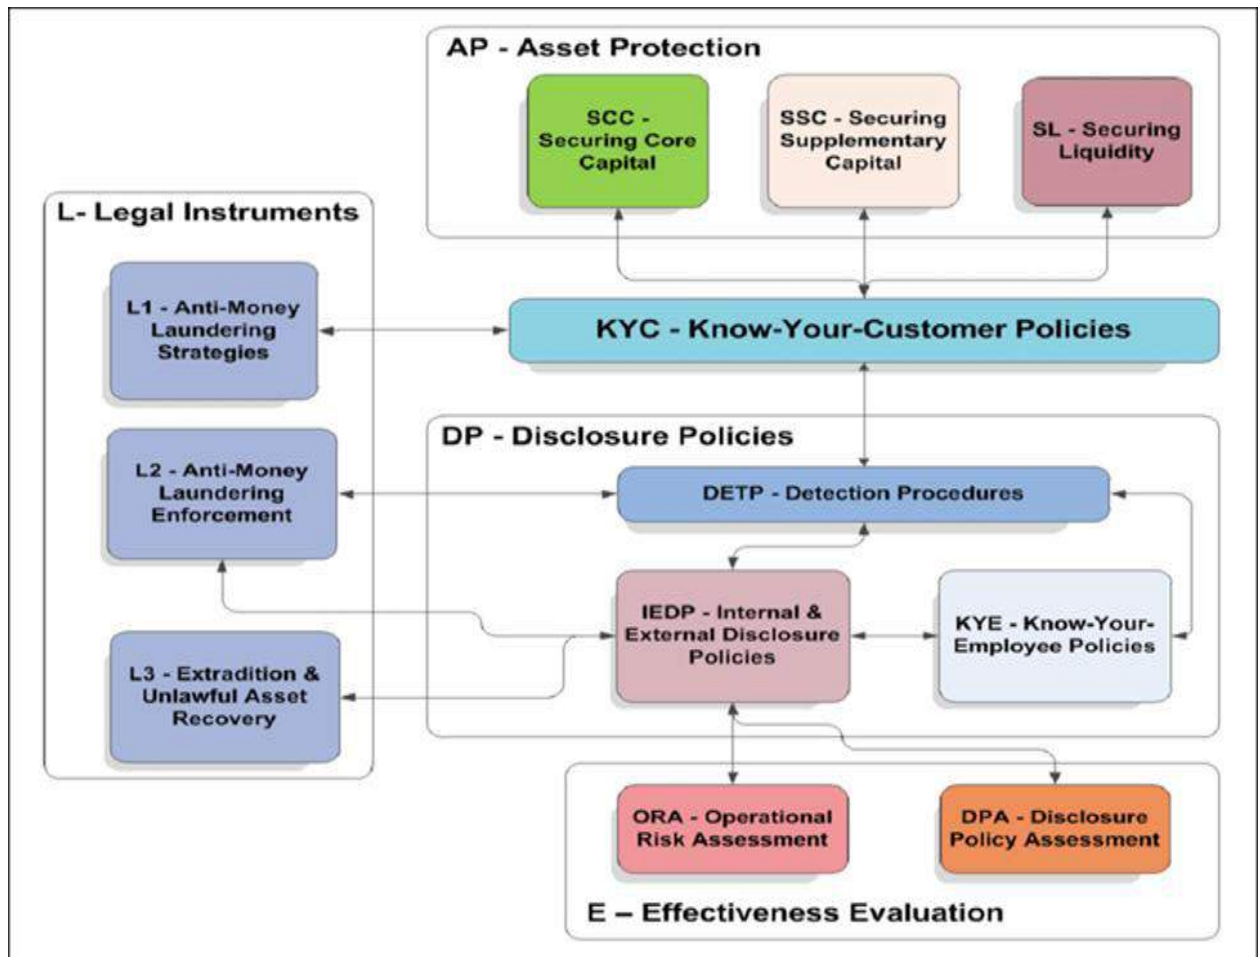 AP - Asset Protection
SCC -
Securing Core
Capital
SSC - Securing
Supplementary
Capital
SL - Securing
Liquidity
L- Legal Instruments
L1 - Anti-Money
Laundering
Strategies
KYC - Know-Your-Customer Policies
DP - Disclosure Policies
L2 - Anti-Money
Laundering
Enforcement
DETP - Detection Procedures
IEDP - Internal &
External Disclosure
Policies
KYE - Know-Your-
Employee Policies
L3 - Extradition &
Unlawful Asset
Recovery
ORA - Operational
Risk Assessment
DPA - Disclosure
Policy Assessment
E – Effectiveness Evaluation